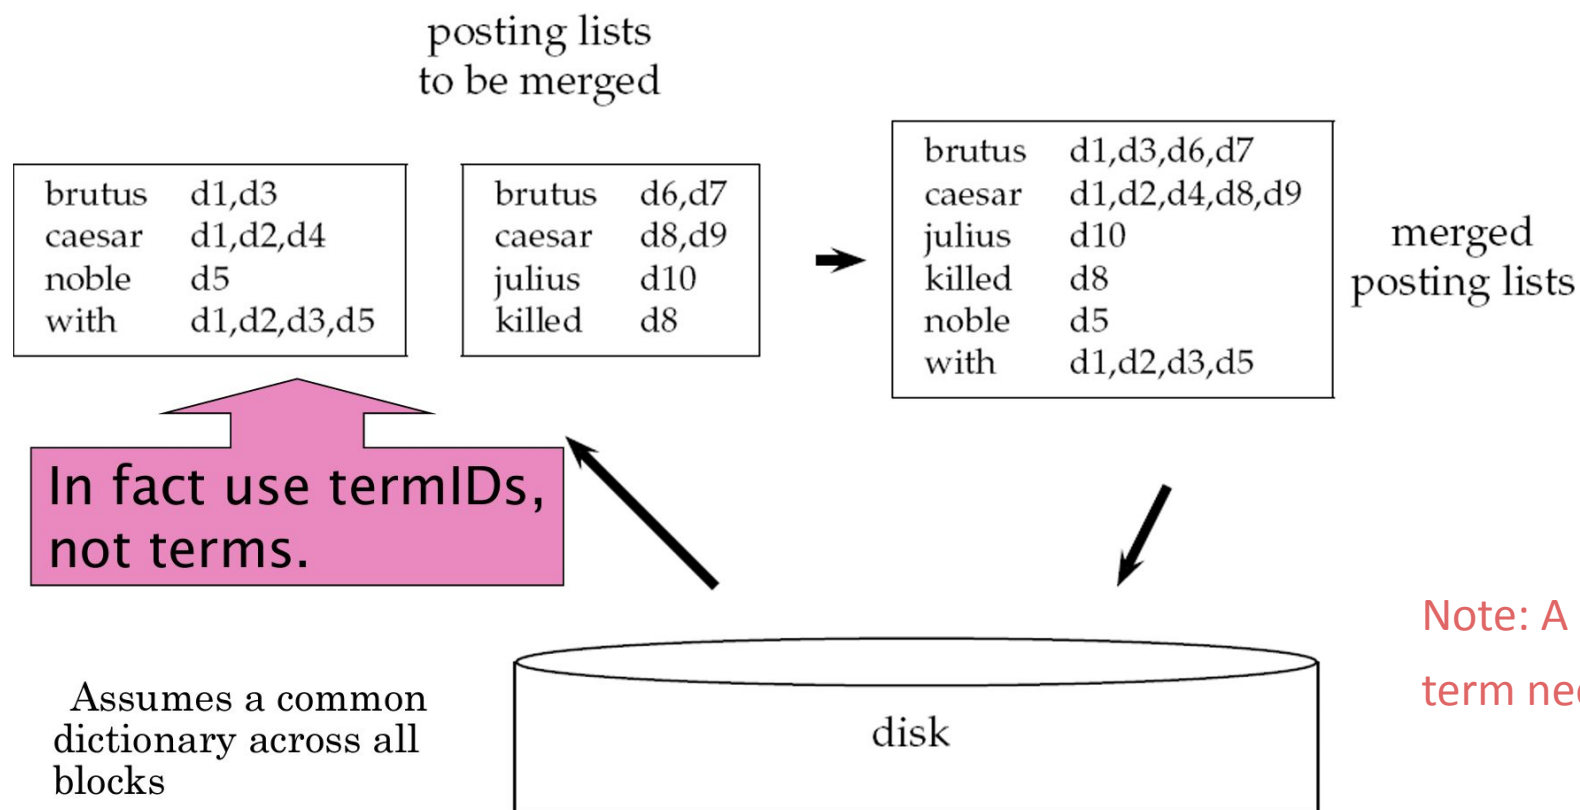 posting lists
to be merged
brutus d1,d3
caesar d1,d2,d4
noble d5
with d1,d2,d3,d5
brutus d6,d7
caesar d8,d9
julius d10
killed d8
brutus d1,d3,d6,d7
caesar d1,d2,d4,d8,d9
julius d10
killed d8
noble d5
with d1,d2,d3,d5
merged
posting lists
In fact use termIDs,
not terms.
Assumes a common
dictionary across all
blocks
disk
Note: A
term